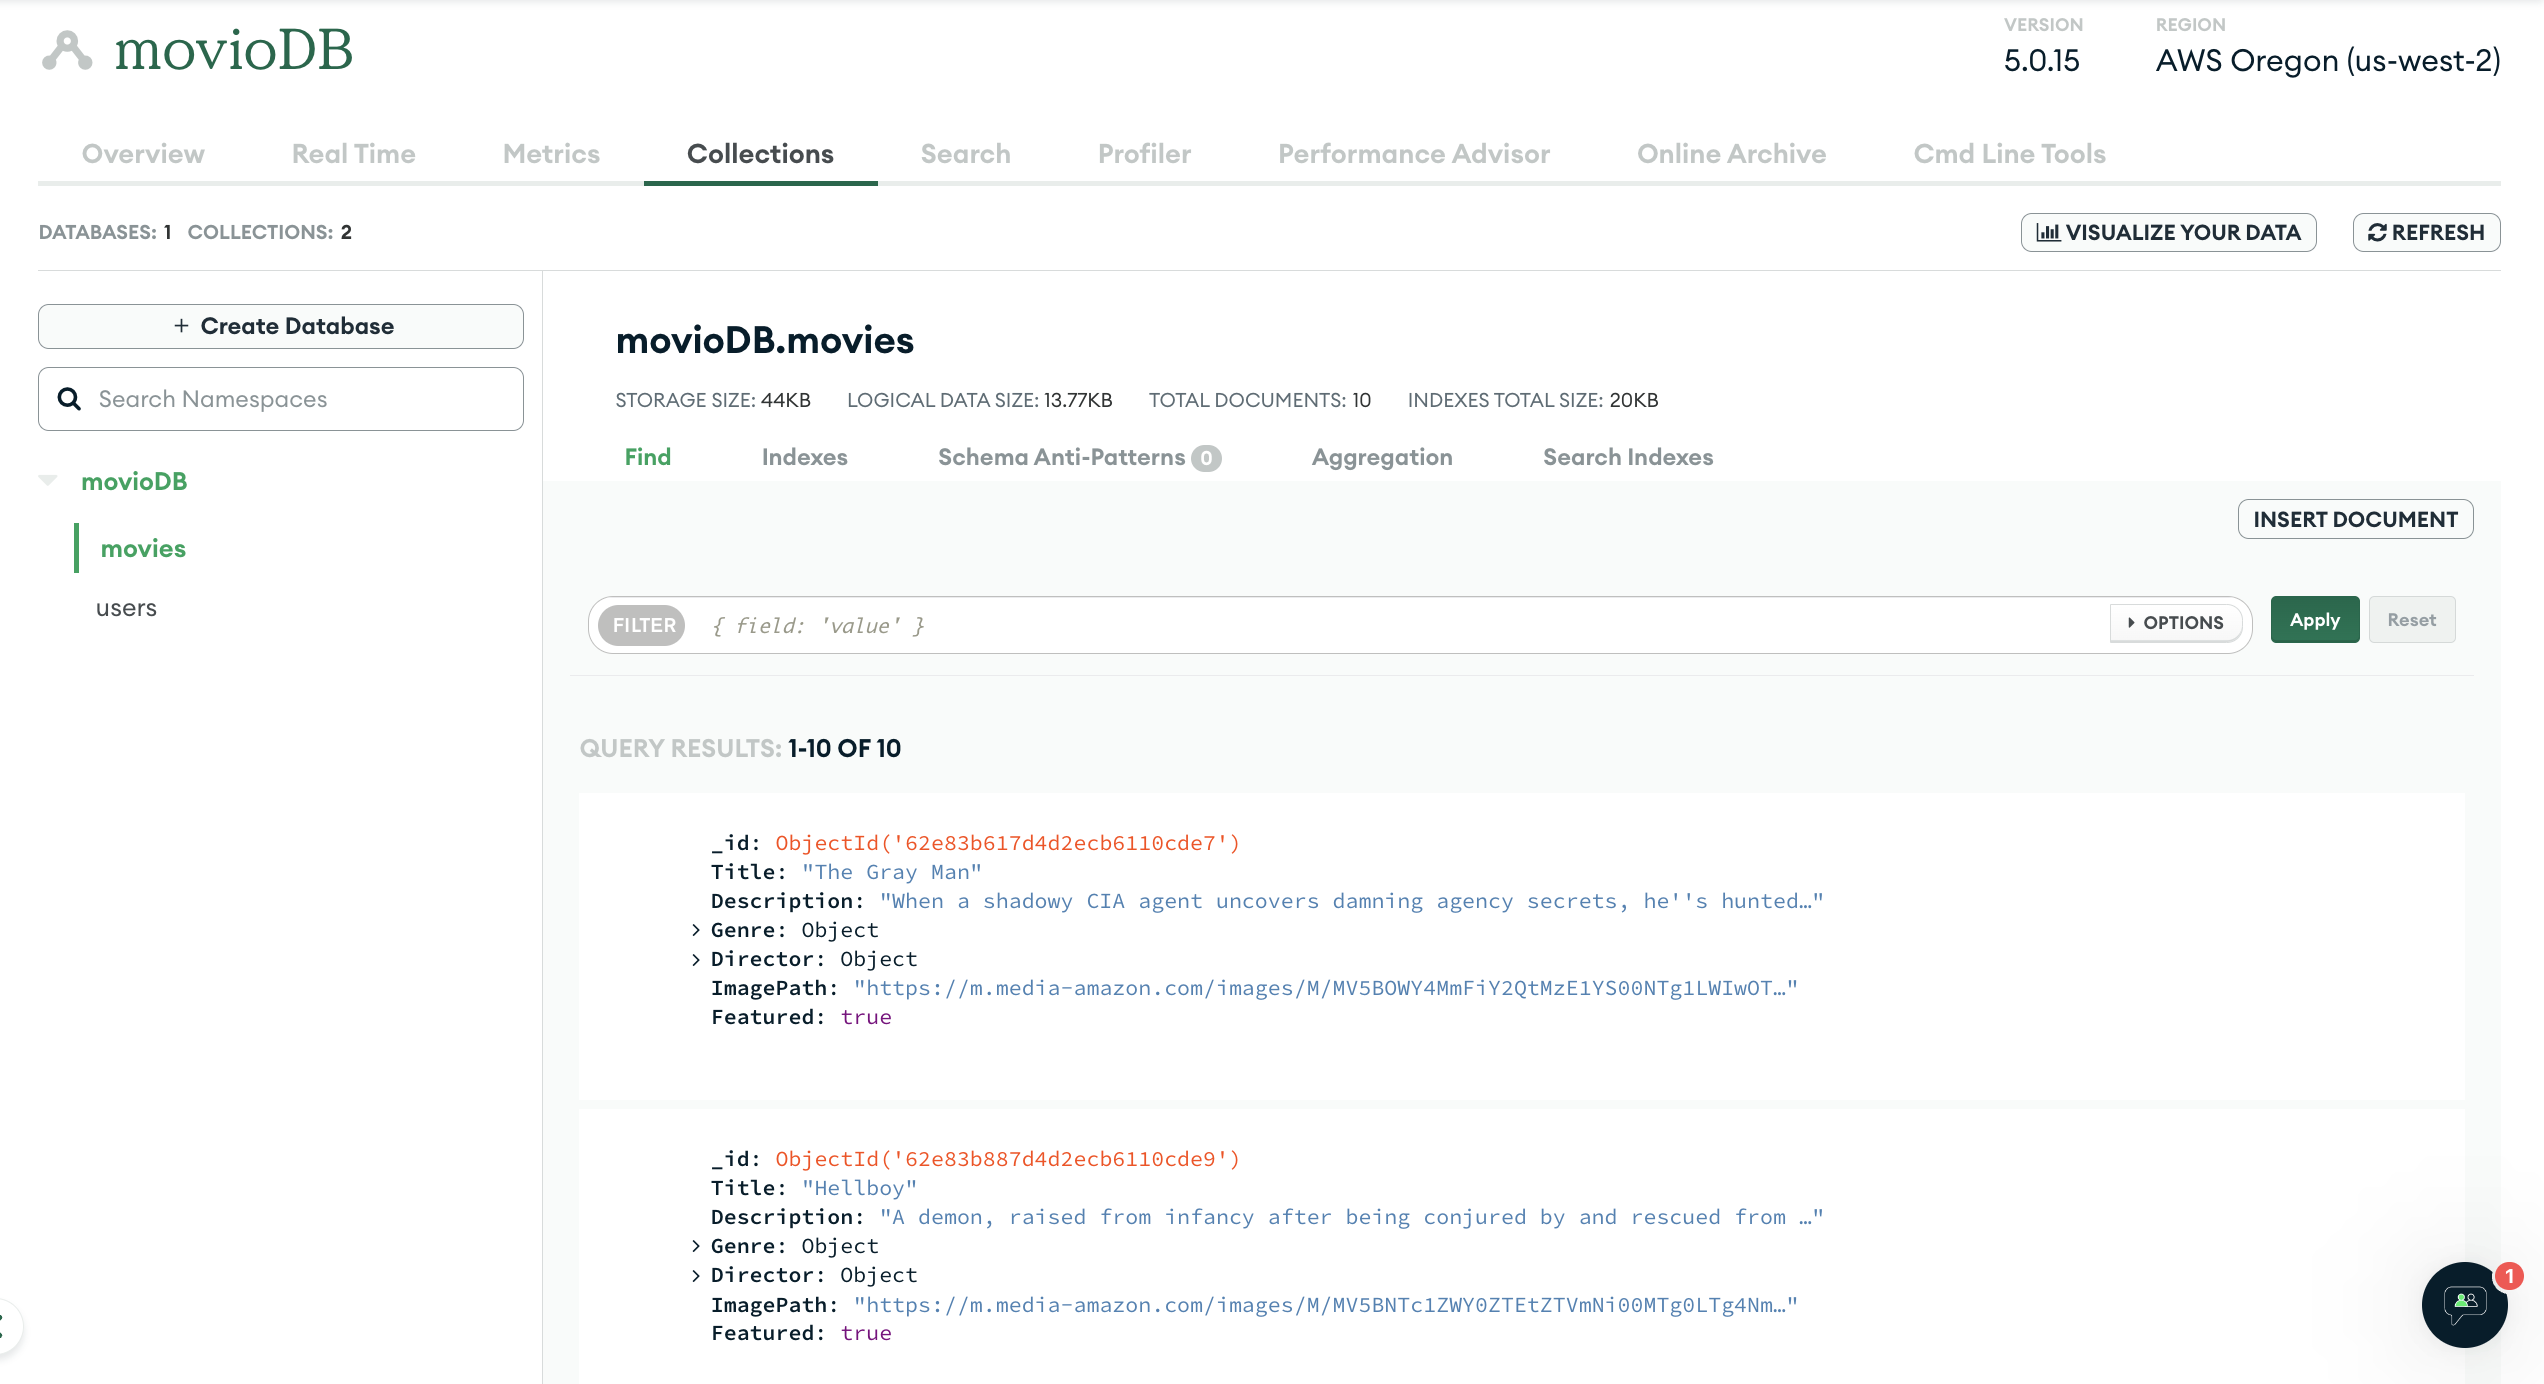 movioDB
VERSION
5.0.15
REGION
AWS Oregon (us-west-2)
Overview Real Time Metrics Collections Search Profiler Performance Advisor Online Archive Cmd Line Tools
DATABASES: 1 COLLECTIONS: 2
VISUALIZE YOUR DATA REFRESH
+ Create Database
Search Namespaces
movioDB
movies
users
movioDB.movies
STORAGE SIZE: 44KB LOGICAL DATA SIZE: 13.77KB TOTAL DOCUMENTS: 10 INDEXES TOTAL SIZE: 20KB
Find Indexes Schema Anti-Patterns 0 Aggregation Search Indexes
INSERT DOCUMENT
FILTER { field: 'value' } OPTIONS Apply Reset
QUERY RESULTS: 1-10 OF 10
_id: ObjectId('62e83b617d4d2ecb6110cde7')
Title: "The Gray Man"
Description: "When a shadowy CIA agent uncovers damning agency secrets, he''s hunted…"
> Genre: Object
> Director: Object
ImagePath: "https://m.media-amazon.com/images/M/MV5BOWY4MmFiY2QtMzE1YS00NTg1LWIwOT…"
Featured: true
_id: ObjectId('62e83b887d4d2ecb6110cde9')
Title: "Hellboy"
Description: "A demon, raised from infancy after being conjured by and rescued from …"
> Genre: Object
> Director: Object
ImagePath: "https://m.media-amazon.com/images/M/MV5BNTc1ZWY0ZTEtZTVmNi00MTg0LTg4Nm…"
Featured: true
1